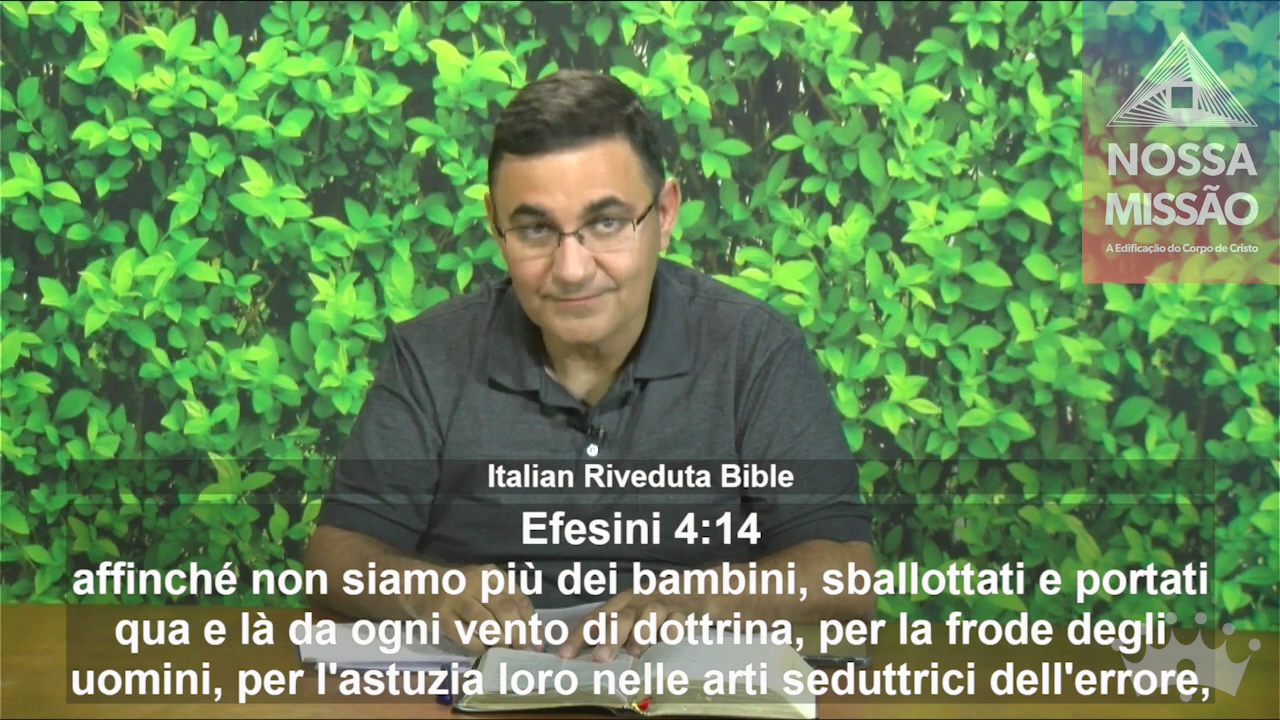 NOSSA
MISSÃO
A Edificação do Corpo de Cristo
Italian Riveduta Bible
Efesini 4:14
affinché non siamo più dei bambini, sballottati e portati
qua e là da ogni vento di dottrina, per la frode degli
uomini, per l'astuzia loro nelle arti seduttrici dell'errore,